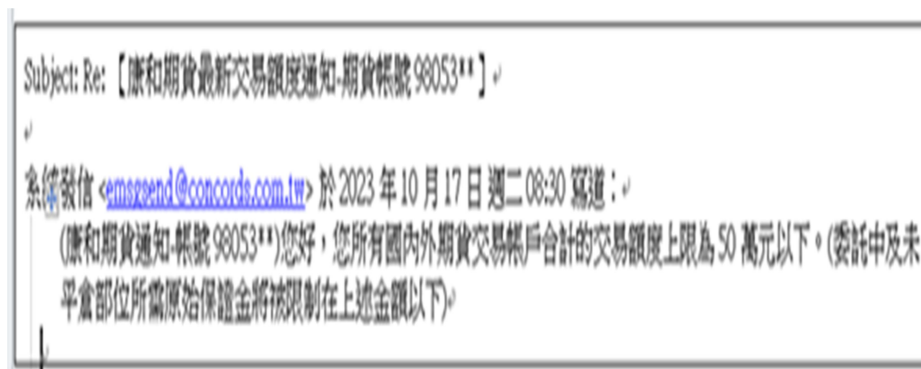 Subject: Re:【康和期貨最新交易額度通知-期貨帳號 98053**】
系統發信 <emsgsend@concords.com.tw> 於 2023 年 10 月 17 日 週二 08:30 寫道：
(康和期貨通知-帳號 98053**)您好，您所有國內外期貨交易帳戶合計的交易額度上限為 50 萬元以下。(委託中及未
平倉部位所需原始保證金將被限制在上述金額以下)